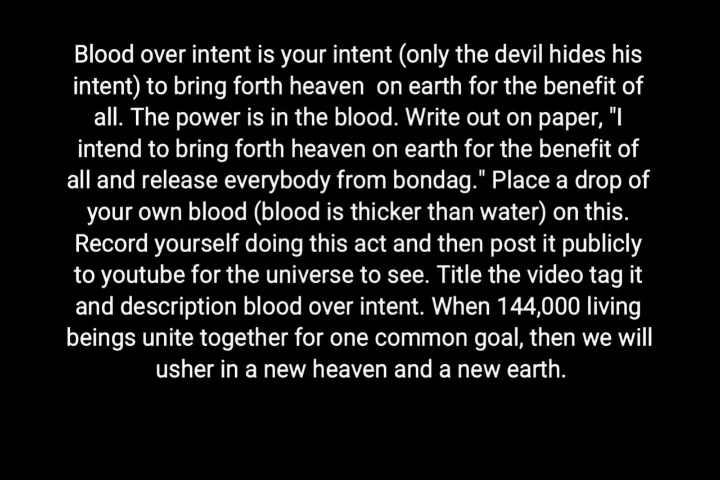 Blood over intent is your intent (only the devil hides his
intent) to bring forth heaven  on earth for the benefit of
all. The power is in the blood. Write out on paper, "I
intend to bring forth heaven on earth for the benefit of
all and release everybody from bondag." Place a drop of
your own blood (blood is thicker than water) on this.
Record yourself doing this act and then post it publicly
to youtube for the universe to see. Title the video tag it
and description blood over intent. When 144,000 living
beings unite together for one common goal, then we will
usher in a new heaven and a new earth.